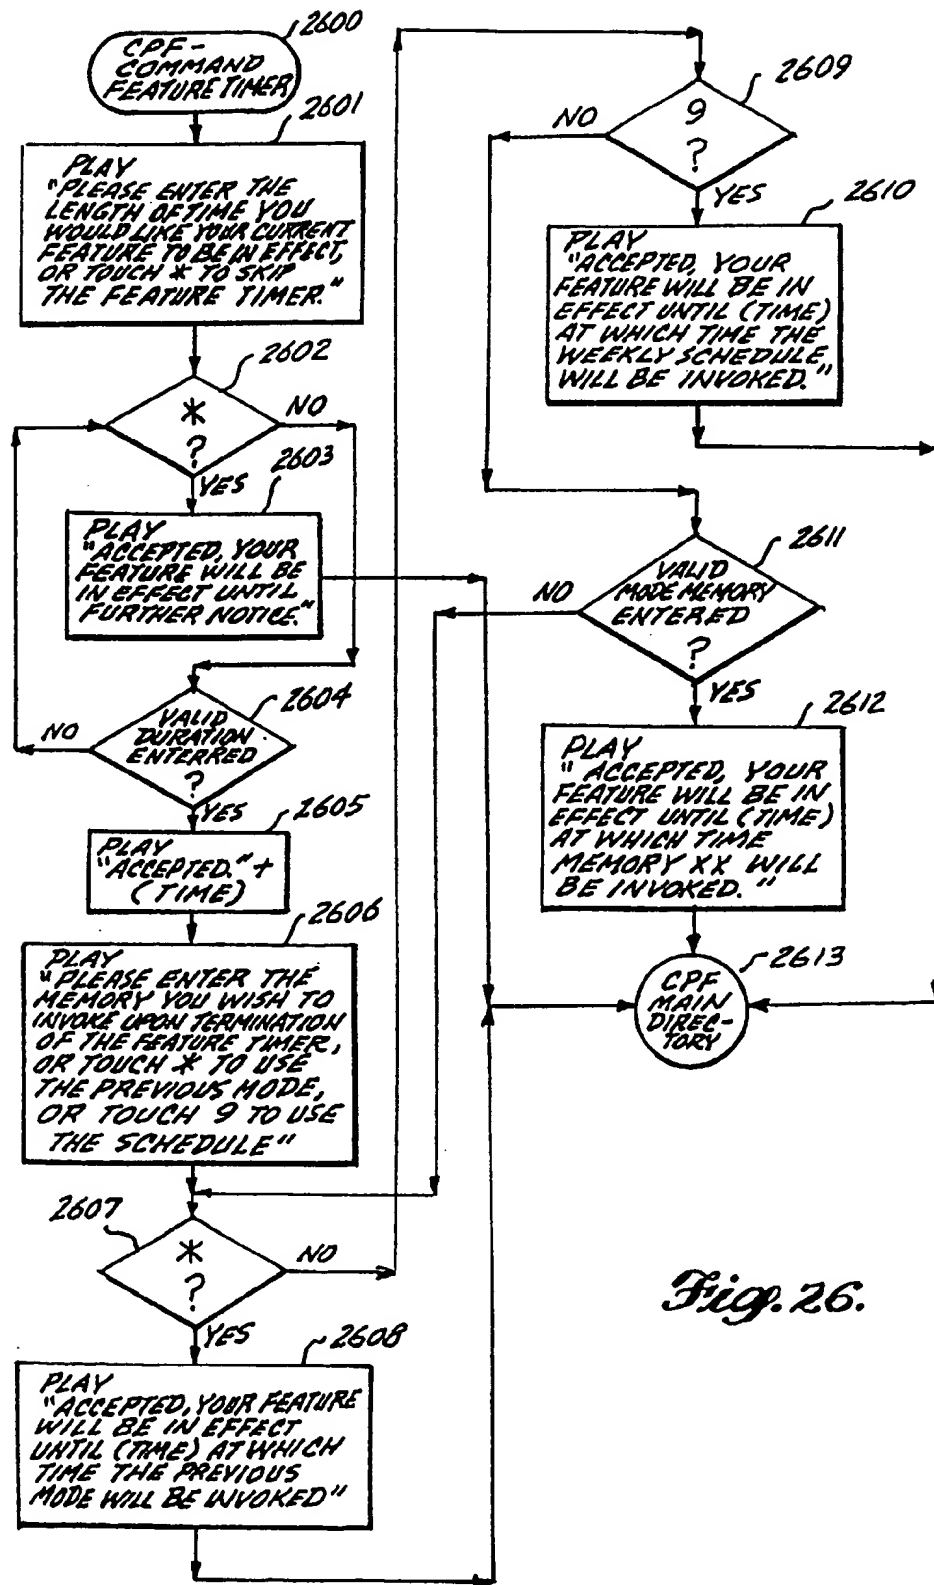 2600
CPF-
COMMAND
FEATURE TIMER
2601
PLAY
"PLEASE ENTER THE
LENGTH OF TIME YOU
WOULD LIKE YOUR CURRENT
FEATURE TO BE IN EFFECT,
OR TOUCH * TO SKIP
THE FEATURE TIMER."
2602
*
?
NO
YES
2603
PLAY
"ACCEPTED, YOUR
FEATURE WILL BE
IN EFFECT UNTIL
FURTHER NOTICE."
2604
VALID
DURATION
ENTERRED
?
NO
YES
2605
PLAY
"ACCEPTED."+
(TIME)
2606
PLAY
"PLEASE ENTER THE
MEMORY YOU WISH TO
INVOKE UPON TERMINATION
OF THE FEATURE TIMER,
OR TOUCH * TO USE
THE PREVIOUS MODE,
OR TOUCH 9 TO USE
THE SCHEDULE"
2607
*
?
NO
YES
2608
PLAY
"ACCEPTED, YOUR FEATURE
WILL BE IN EFFECT
UNTIL (TIME) AT WHICH
TIME THE PREVIOUS
MODE WILL BE INVOKED"
2609
9
?
NO
YES
2610
PLAY
"ACCEPTED, YOUR
FEATURE WILL BE IN
EFFECT UNTIL (TIME)
AT WHICH TIME THE
WEEKLY SCHEDULE
WILL BE INVOKED."
2611
VALID
MODE MEMORY
ENTERED
?
NO
YES
2612
PLAY
"ACCEPTED, YOUR
FEATURE WILL BE IN
EFFECT UNTIL (TIME)
AT WHICH TIME
MEMORY XX WILL
BE INVOKED."
2613
CPF
MAIN
DIREC-
TORY
Fig. 26.